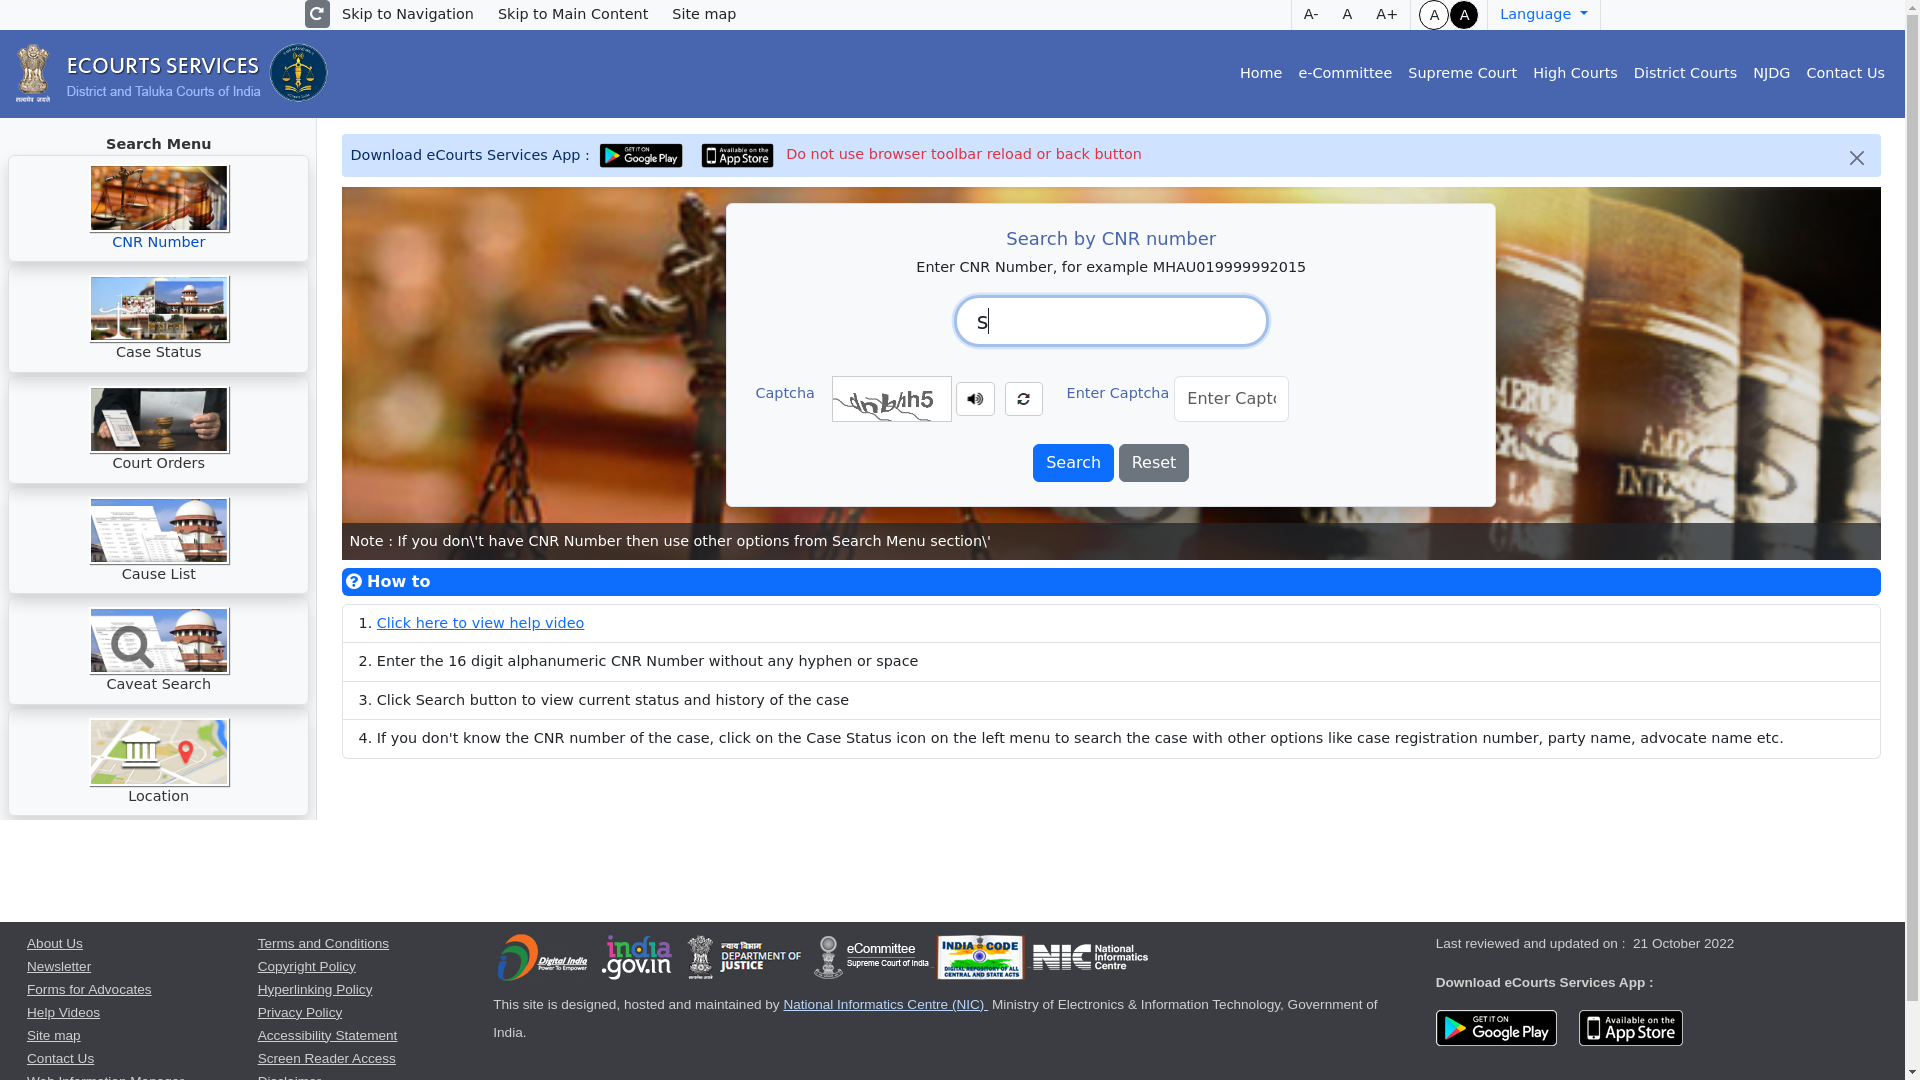 Skip to Navigation Skip to Main Content Site map A- A A+ A A Language
ECOURTS SERVICES
District and Taluka Courts of India
Home e-Committee Supreme Court High Courts District Courts NJDG Contact Us
Search Menu
CNR Number
Case Status
Court Orders
Cause List
Caveat Search
Location
Download eCourts Services App : GET IT ON Google Play Available on the App Store Do not use browser toolbar reload or back button
Search by CNR number
Enter CNR Number, for example MHAU019999992015
S
Captcha Enter Captcha Enter Captc
Search Reset
Note : If you don\'t have CNR Number then use other options from Search Menu section\'
How to
1. Click here to view help video
2. Enter the 16 digit alphanumeric CNR Number without any hyphen or space
3. Click Search button to view current status and history of the case
4. If you don't know the CNR number of the case, click on the Case Status icon on the left menu to search the case with other options like case registration number, party name, advocate name etc.
About Us
Newsletter
Forms for Advocates
Help Videos
Site map
Contact Us
Web Information Manager
Terms and Conditions
Copyright Policy
Hyperlinking Policy
Privacy Policy
Accessibility Statement
Screen Reader Access
Disclaimer
Digital India
Power To Empower
india
.gov.in
न्याय विभाग
DEPARTMENT OF
JUSTICE
eCommittee
Supreme Court of India
INDIA CODE
DIGITAL REPOSITORY OF ALL
CENTRAL AND STATE ACTS
NIC National
Informatics
Centre
This site is designed, hosted and maintained by National Informatics Centre (NIC) Ministry of Electronics & Information Technology, Government of
India.
Last reviewed and updated on : 21 October 2022
Download eCourts Services App :
GET IT ON Google Play
Available on the App Store